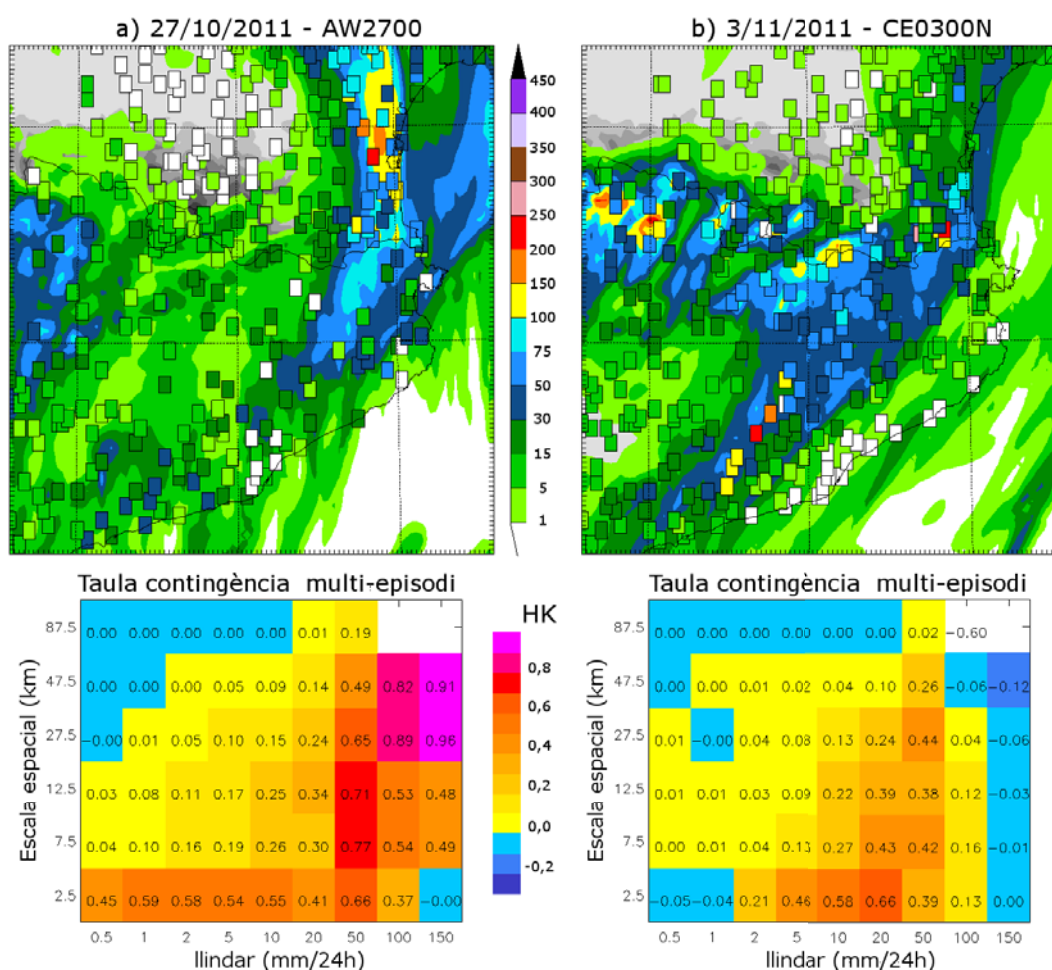 a) 27/10/2011 - AW2700
b) 3/11/2011 - CE0300N
450
400
350
300
250
200
150
100
75
50
30
15
5
1
Taula contingència multi-episodi
Escala espacial (km)
87.5 0.00 0.00 0.00 0.00 0.00 0.01 0.19
47.5 0.00 0.00 0.00 0.05 0.09 0.14 0.49 0.82 0.91
27.5 −0.00 0.01 0.05 0.10 0.15 0.24 0.65 0.89 0.96
12.5 0.03 0.08 0.11 0.17 0.25 0.34 0.71 0.53 0.48
7.5 0.04 0.10 0.16 0.19 0.26 0.30 0.77 0.54 0.49
2.5 0.45 0.59 0.58 0.54 0.55 0.41 0.66 0.37 −0.00
0.5 1 2 5 10 20 50 100 150
llindar (mm/24h)
HK
0,8
0,6
0,4
0,2
0,0
-0,2
Taula contingència multi-episodi
Escala espacial (km)
87.5 0.00 0.00 0.00 0.00 0.00 0.00 0.02 −0.60
47.5 0.00 0.00 0.01 0.02 0.04 0.10 0.26 −0.06 −0.12
27.5 0.01 −0.00 0.04 0.08 0.13 0.24 0.44 0.04 −0.06
12.5 0.01 0.01 0.03 0.09 0.22 0.39 0.38 0.12 −0.03
7.5 0.00 0.01 0.04 0.13 0.27 0.43 0.42 0.16 −0.01
2.5 −0.05 −0.04 0.21 0.46 0.58 0.66 0.39 0.13 0.00
0.5 1 2 5 10 20 50 100 150
llindar (mm/24h)